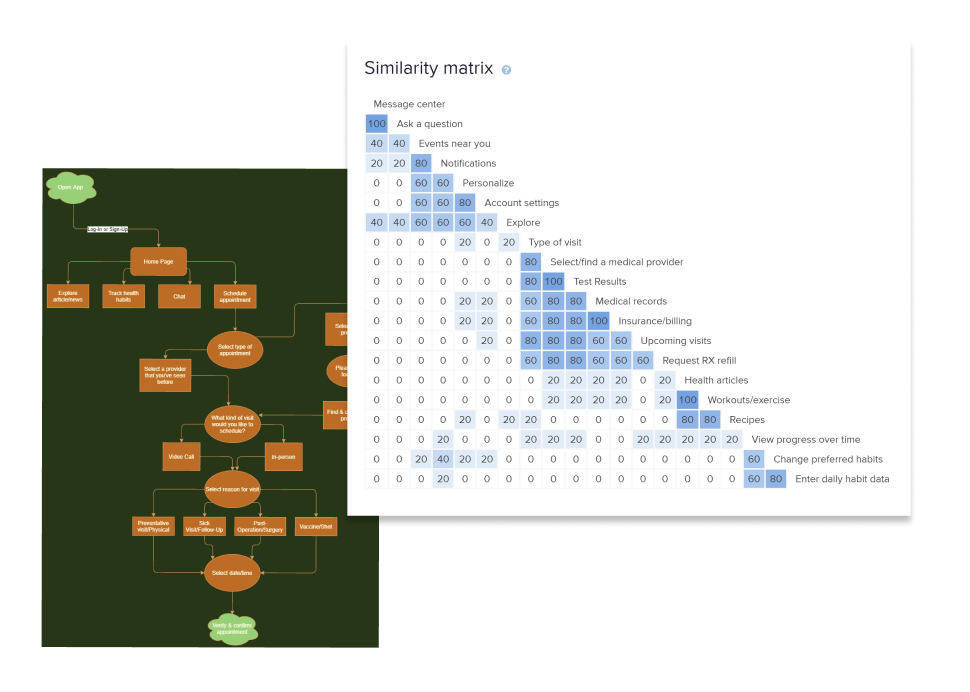 Similarity matrix ?
Message center
100 Ask a question
40 40 Events near you
20 20 80 Notifications
0 0 60 60 Personalize
0 0 60 60 80 Account settings
40 40 60 60 60 40 Explore
0 0 0 0 20 0 20 Type of visit
0 0 0 0 0 0 0 80 Select/find a medical provider
0 0 0 0 0 0 0 80 100 Test Results
0 0 0 0 20 20 0 60 80 80 Medical records
0 0 0 0 20 20 0 60 80 80 100 Insurance/billing
0 0 0 0 0 20 0 80 80 80 60 60 Upcoming visits
0 0 0 0 0 0 0 60 80 80 60 60 60 Request RX refill
0 0 0 0 0 0 0 0 20 20 20 20 0 20 Health articles
0 0 0 0 0 0 0 0 20 20 20 20 0 20 100 Workouts/exercise
0 0 0 0 20 0 20 20 0 0 0 0 0 0 80 80 Recipes
0 0 0 20 0 0 0 20 20 20 0 0 20 20 20 20 20 View progress over time
0 0 20 40 20 20 0 0 0 0 0 0 0 0 0 0 0 60 Change preferred habits
0 0 0 20 0 0 0 0 0 0 0 0 0 0 0 0 0 60 80 Enter daily habit data
Open App
Log-In or Sign-Up
Home Page
Explore
article/news
Track health
habits
Chat
Schedule
appointment
Select type of
appointment
Select a provider
that you've seen
before
What kind of visit
would you like to
schedule?
Find &
Video Call
in-person
Select reason for visit
Preventative
visit/Physical
Sick
Visit/Follow-Up
Post-
Operation/Surgery
Vaccine/Shot
Select date/time
Verify & confirm
appointment